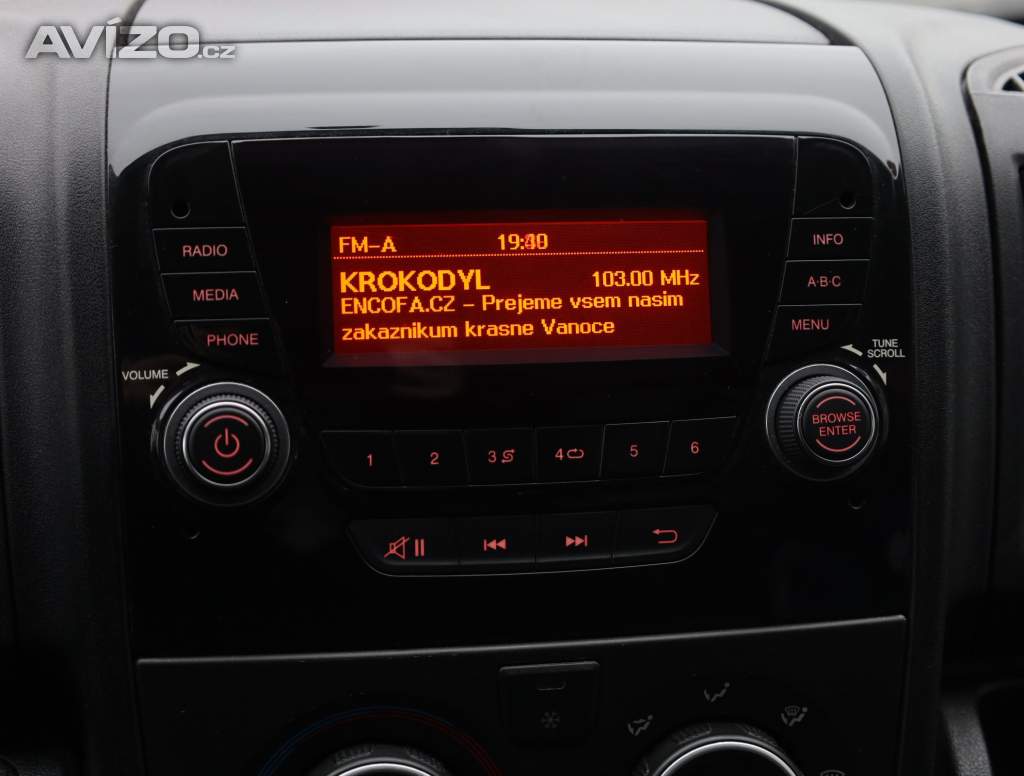 AVÍZO.cz
FM-A 19:40
KROKODYL 103.00 MHz
ENCOFA.CZ - Prejeme vsem nasim
zakaznikum krasne Vanoce
RADIO
MEDIA
PHONE
VOLUME
INFO
A·B·C
MENU
TUNE
SCROLL
BROWSE
ENTER
1 2 3 4 5 6